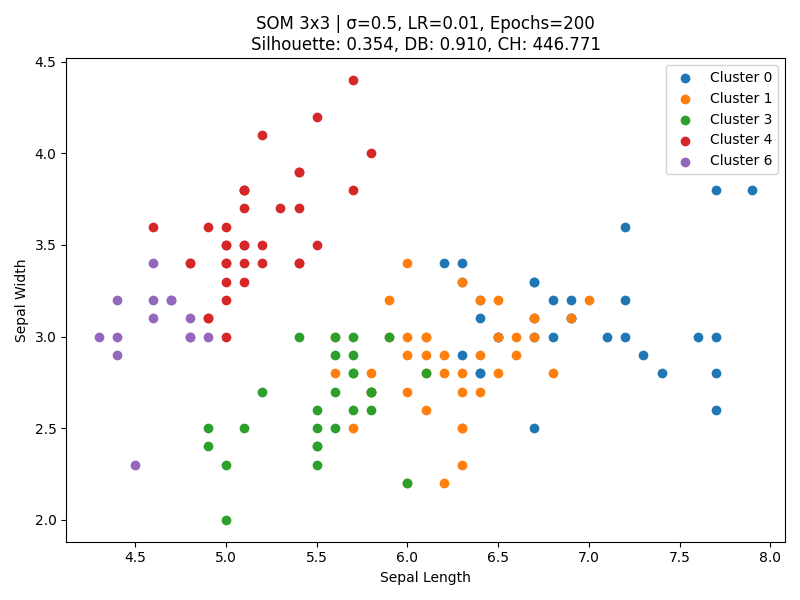 SOM 3x3 | σ=0.5, LR=0.01, Epochs=200
Silhouette: 0.354, DB: 0.910, CH: 446.771
Cluster 0
Cluster 1
Cluster 3
Cluster 4
Cluster 6
4.5
4.0
3.5
3.0
2.5
2.0
Sepal Width
4.5 5.0 5.5 6.0 6.5 7.0 7.5 8.0
Sepal Length